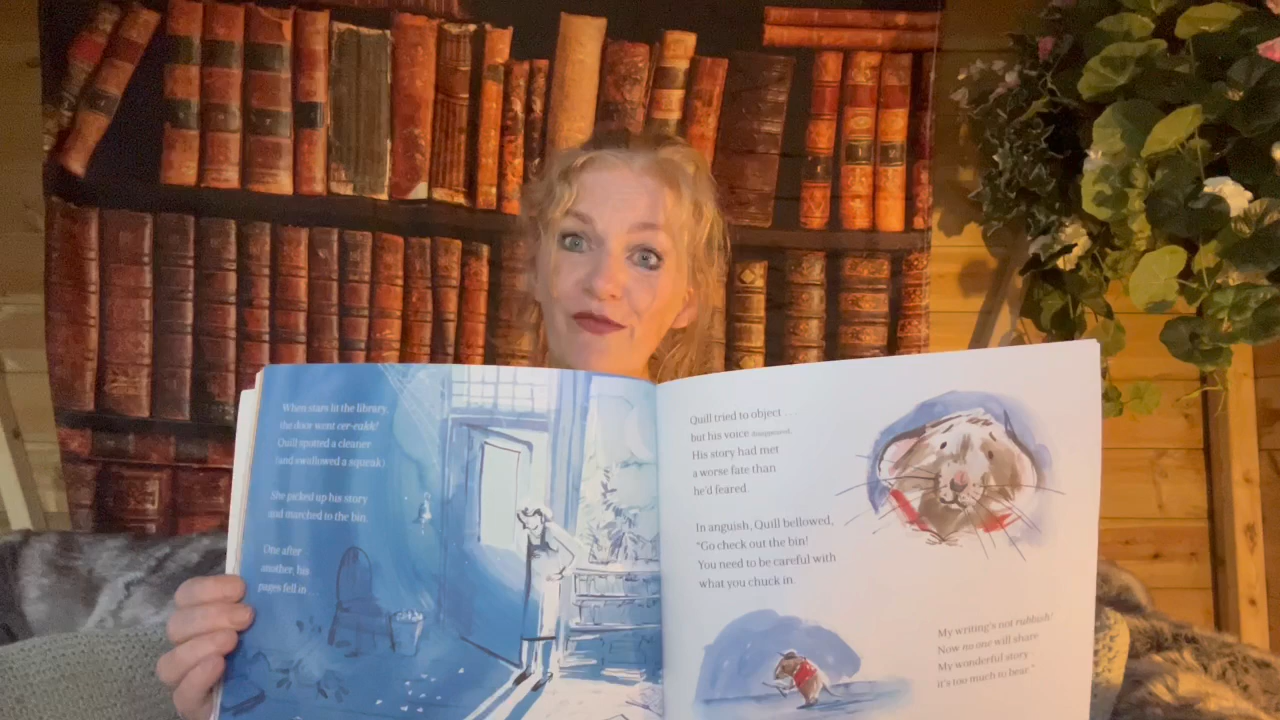 When stars lit the library,
the door went cer-eakk!
Quill spotted a cleaner
(and swallowed a squeak)
She picked up his story
and marched to the bin.
One after
another, his
pages fell in . . .
Quill tried to object . . .
but his voice disappeared.
His story had met
a worse fate than
he'd feared.
In anguish, Quill bellowed,
"Go check out the bin!
You need to be careful with
what you chuck in.
My writing's not rubbish!
Now no one will share
My wonderful story . . .
it's too much to bear."